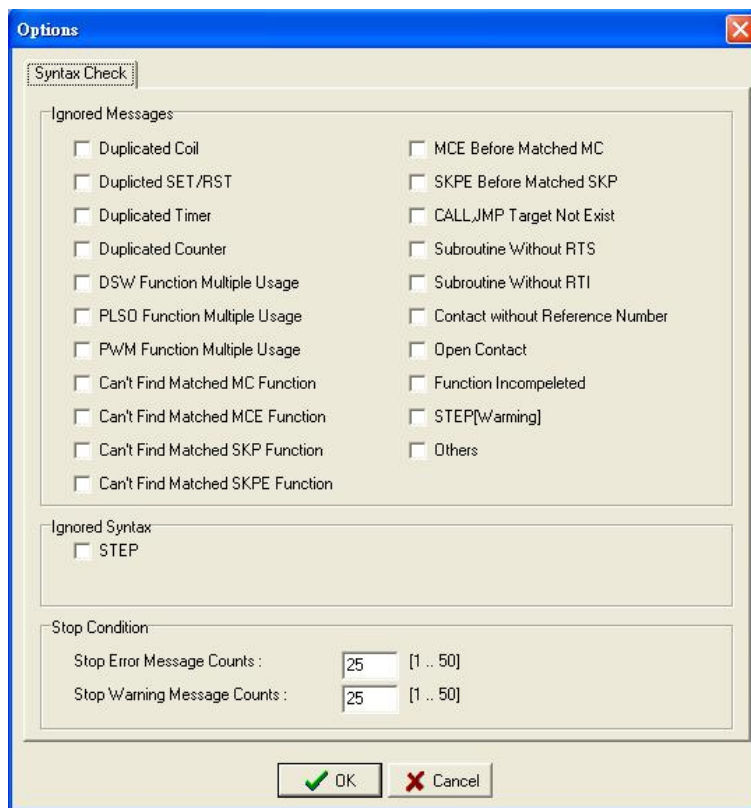 Options
Syntax Check
Ignored Messages
Duplicated Coil
Duplicted SET/RST
Duplicated Timer
Duplicated Counter
DSW Function Multiple Usage
PLSO Function Multiple Usage
PWM Function Multiple Usage
Can't Find Matched MC Function
Can't Find Matched MCE Function
Can't Find Matched SKP Function
Can't Find Matched SKPE Function
MCE Before Matched MC
SKPE Before Matched SKP
CALL,JMP Target Not Exist
Subroutine Without RTS
Subroutine Without RTI
Contact without Reference Number
Open Contact
Function Incompeleted
STEP[Warming]
Others
Ignored Syntax
STEP
Stop Condition
Stop Error Message Counts : 25 [1 .. 50]
Stop Warning Message Counts : 25 [1 .. 50]
OK Cancel